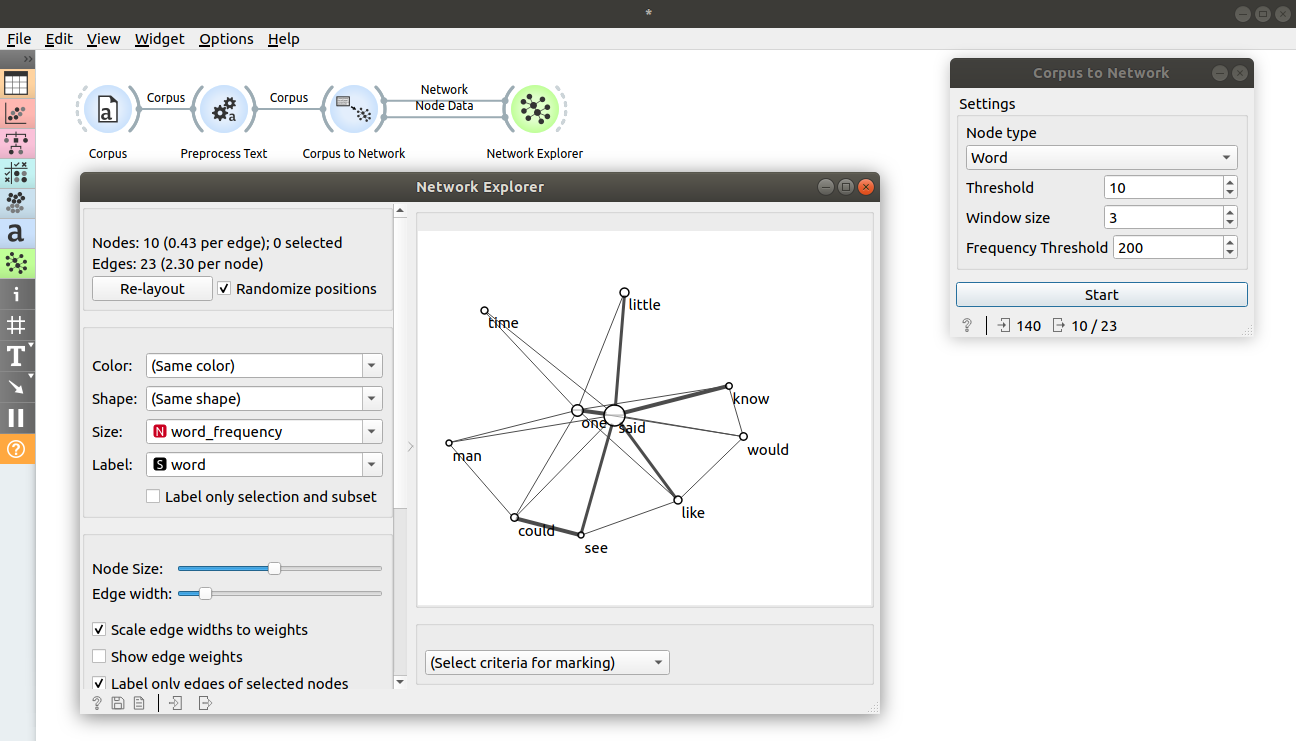 *
File Edit View Widget Options Help
Corpus Corpus Network
Node Data
Corpus Preprocess Text Corpus to Network Network Explorer
Corpus to Network
Settings
Node type
Word
Threshold 10
Window size 3
Frequency Threshold 200
Start
? 140 10 / 23
Network Explorer
Nodes: 10 (0.43 per edge); 0 selected
Edges: 23 (2.30 per node)
Re-layout Randomize positions
Color: (Same color)
Shape: (Same shape)
Size: N word_frequency
Label: S word
Label only selection and subset
Node Size:
Edge width:
Scale edge widths to weights
Show edge weights
Label only edges of selected nodes
little
time
know
one
said
would
man
like
could
see
(Select criteria for marking)
?
a
i
T
?